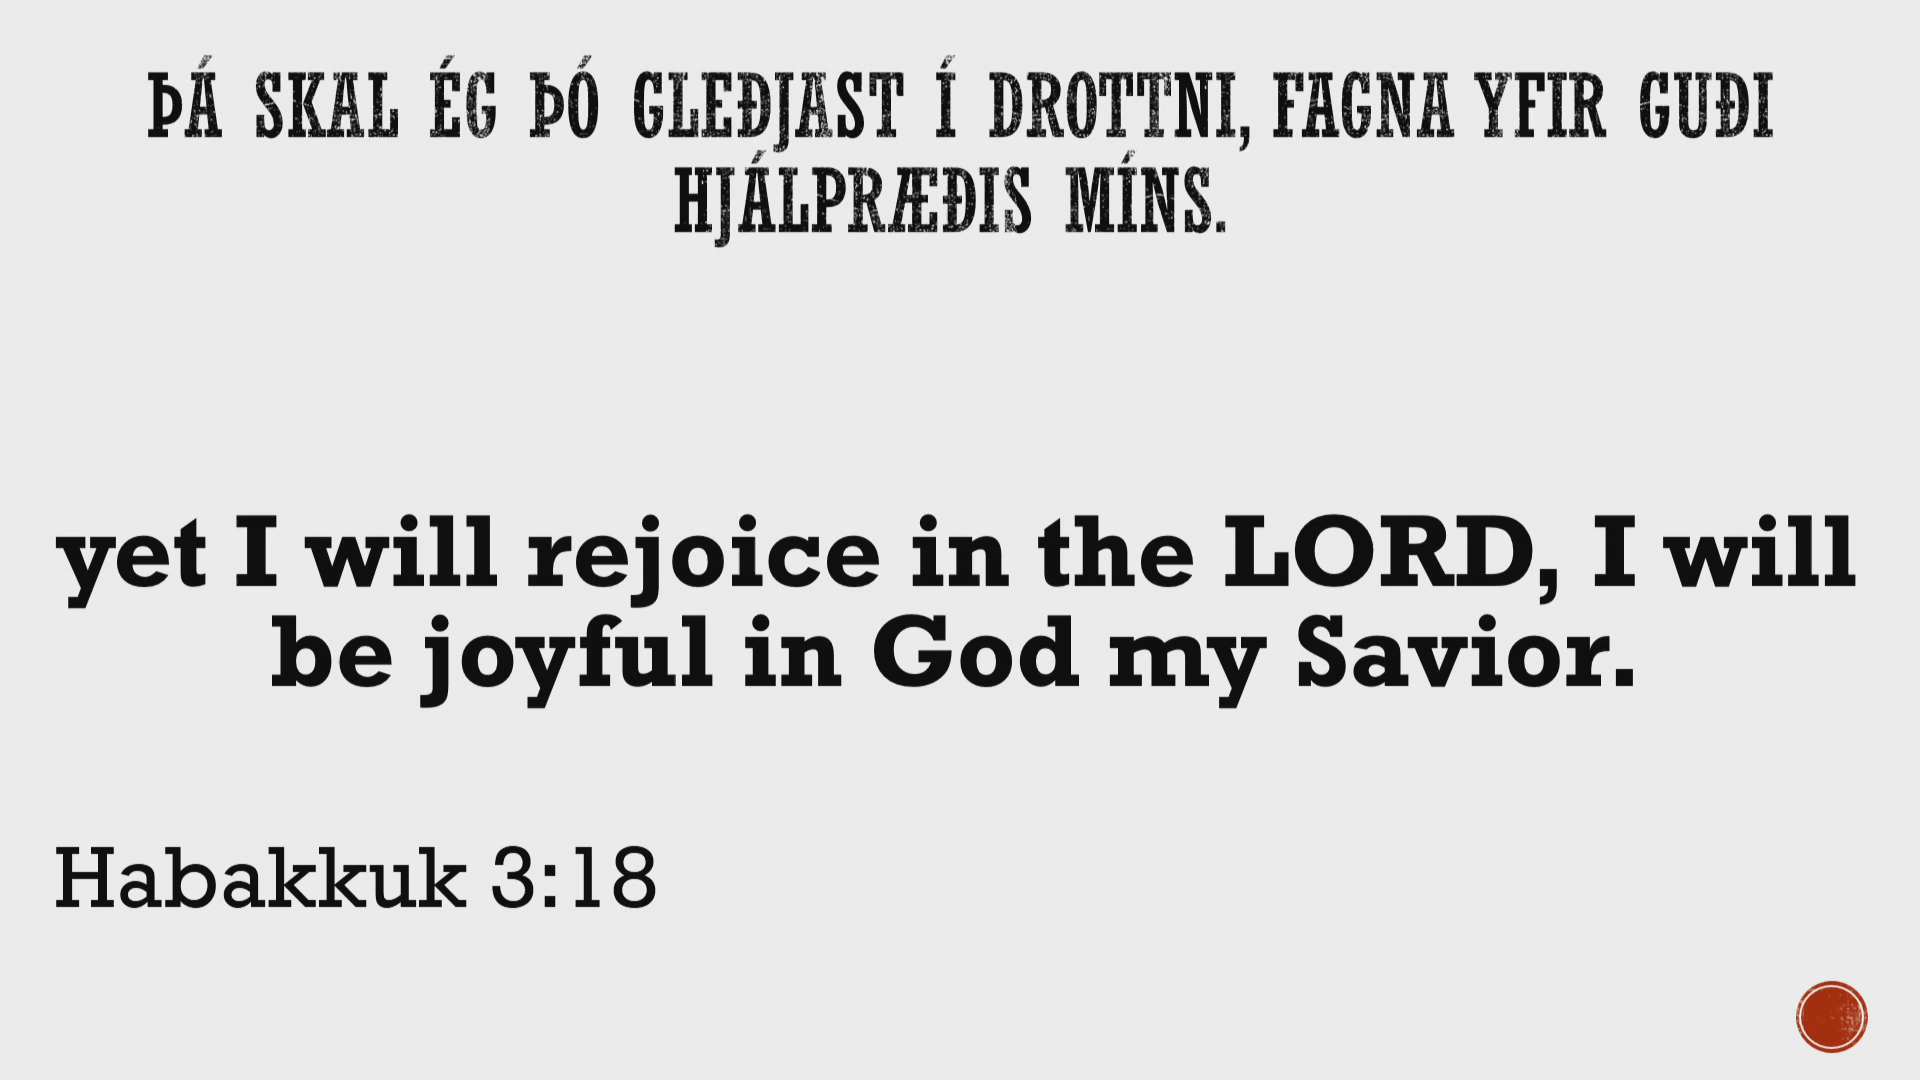 ÞÁ SKAL ÉG ÞÓ GLEÐJAST Í DROTTNI, FAGNA YFIR GUÐI
HJÁLPRÆÐIS MÍNS.
yet I will rejoice in the LORD, I will
be joyful in God my Savior.
Habakkuk 3:18